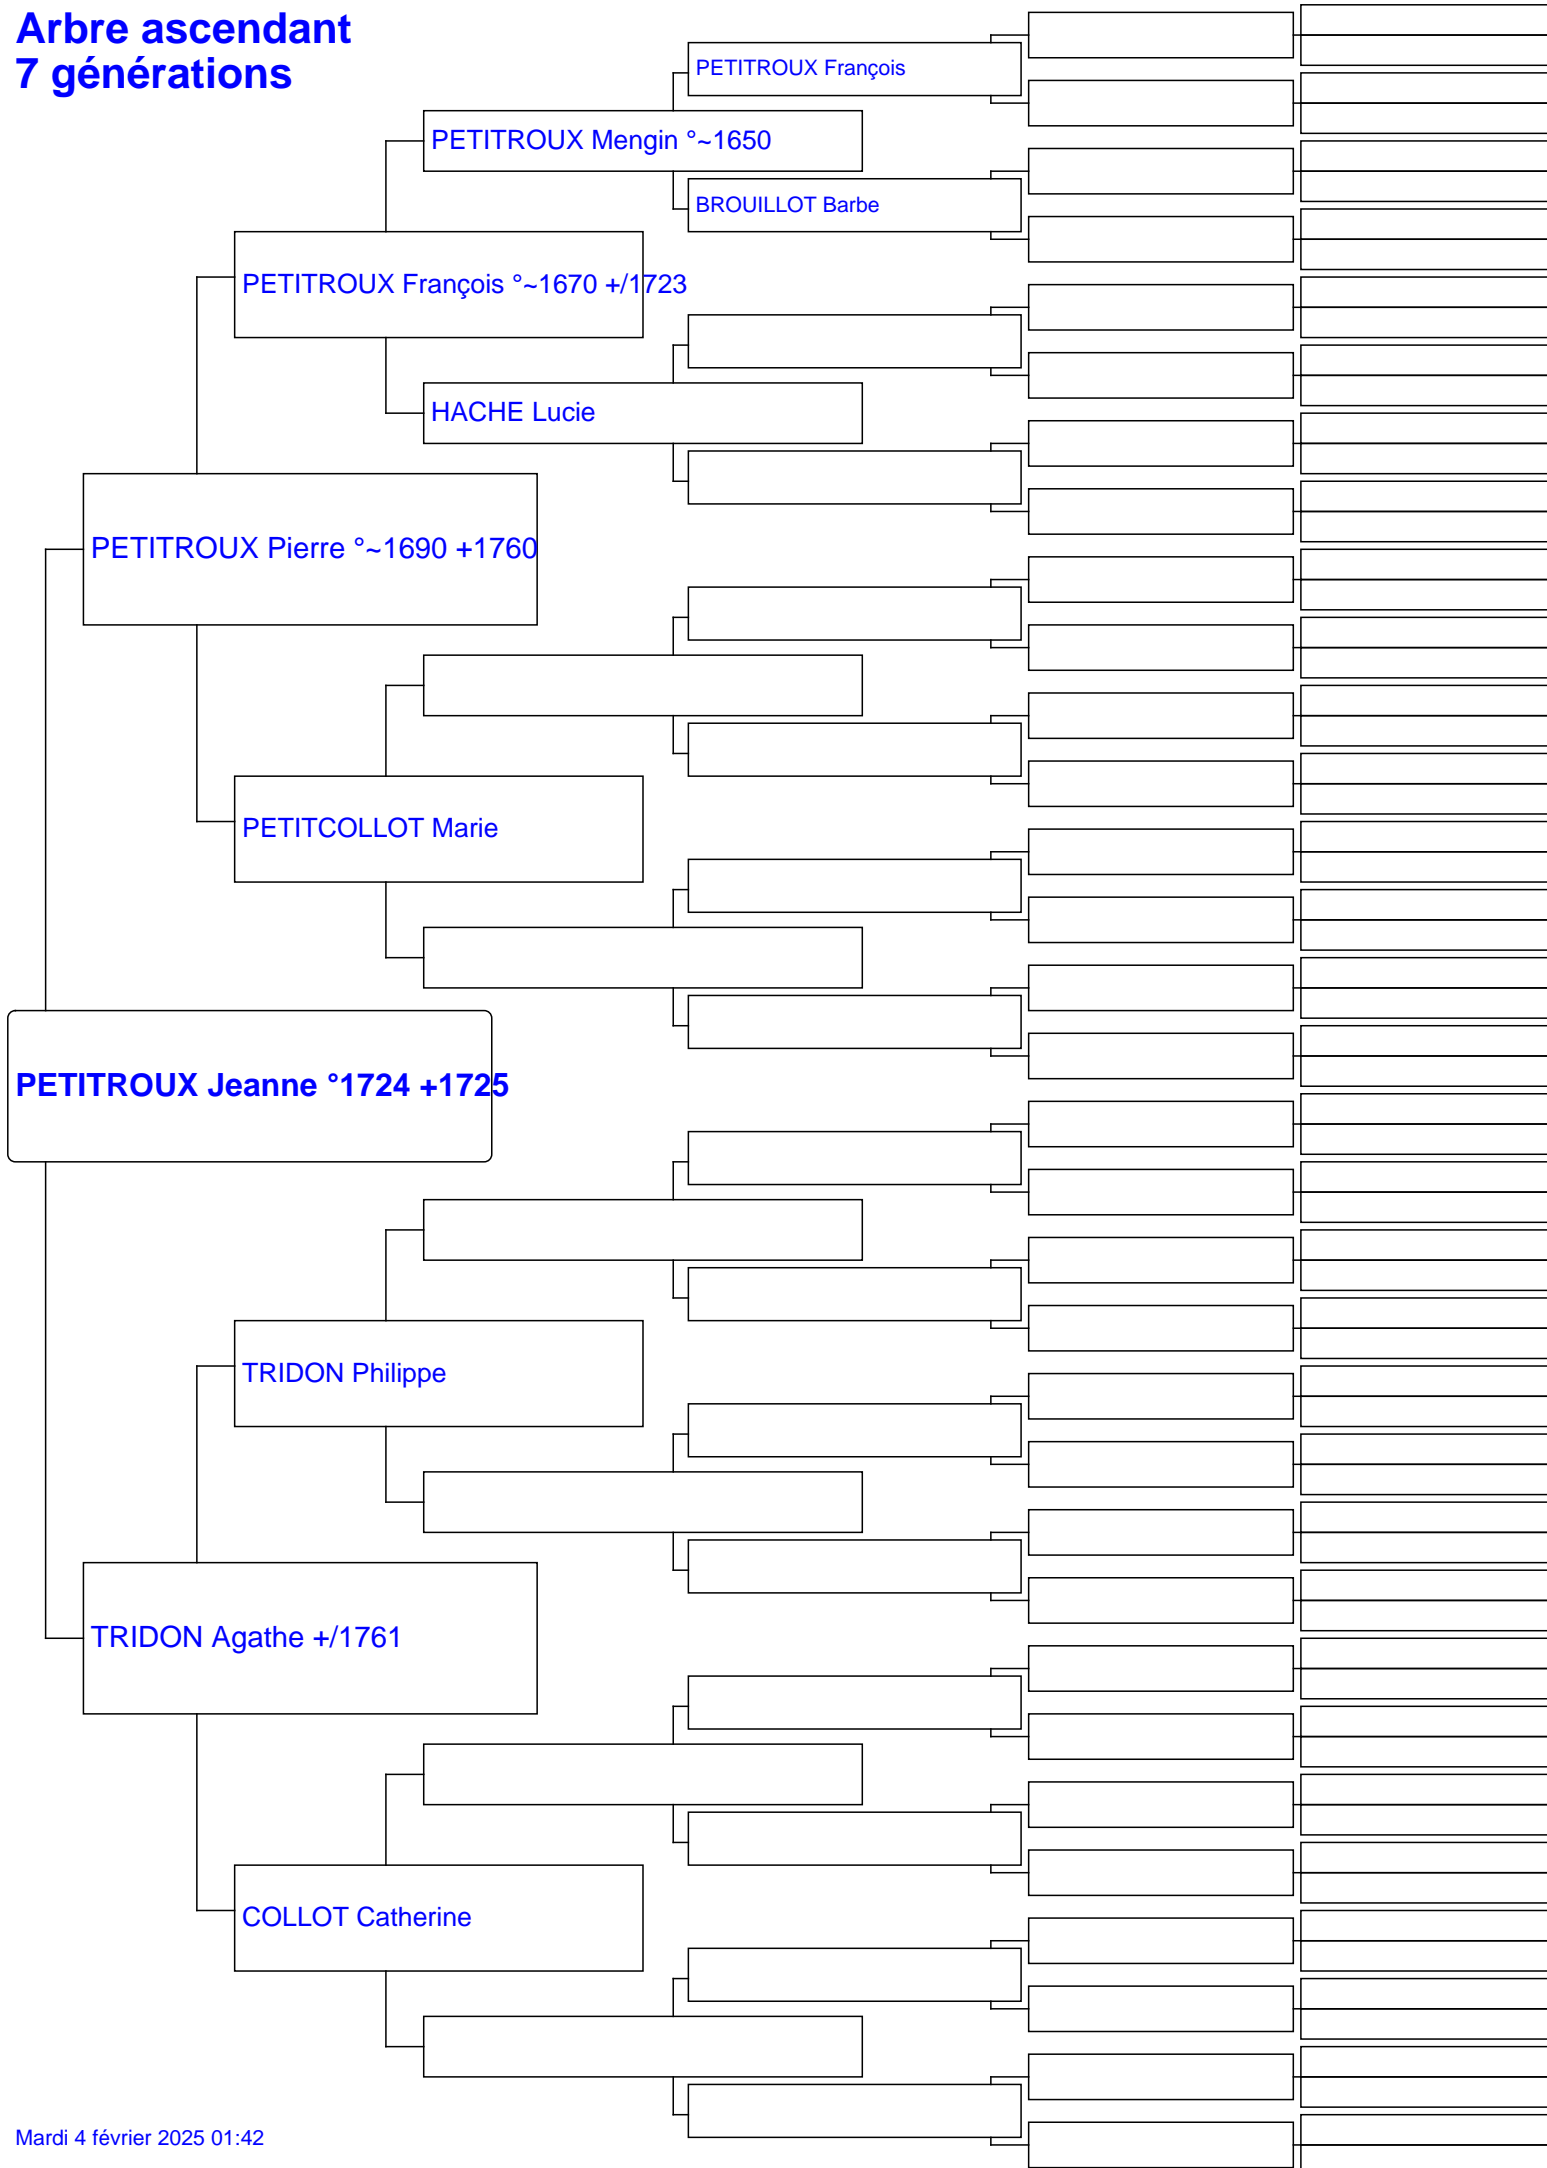 Arbre ascendant
7 générations
PETITROUX François
PETITROUX Mengin °~1650
BROUILLOT Barbe
PETITROUX François °~1670 +/1723
HACHE Lucie
PETITROUX Pierre °~1690 +1760
PETITCOLLOT Marie
PETITROUX Jeanne °1724 +1725
TRIDON Philippe
TRIDON Agathe +/1761
COLLOT Catherine
Mardi 4 février 2025 01:42